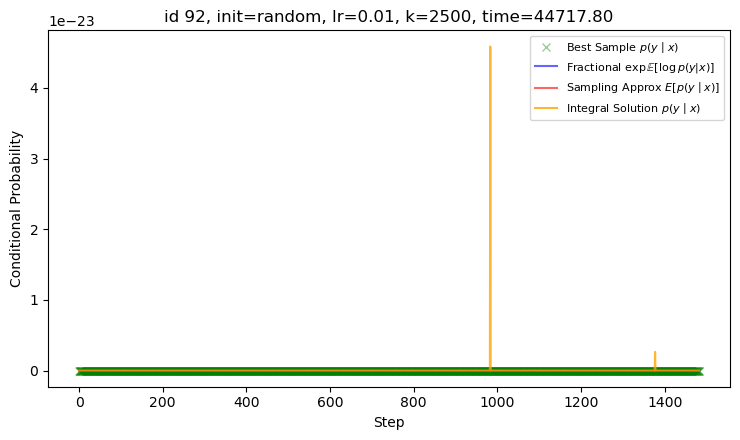 id 92, init=random, lr=0.01, k=2500, time=44717.80
1e−23
Best Sample p(y | x)
Fractional exp𝔼[log p(y|x)]
Sampling Approx E[p(y | x)]
Integral Solution p(y | x)
Conditional Probability
4
3
2
1
0
0 200 400 600 800 1000 1200 1400
Step